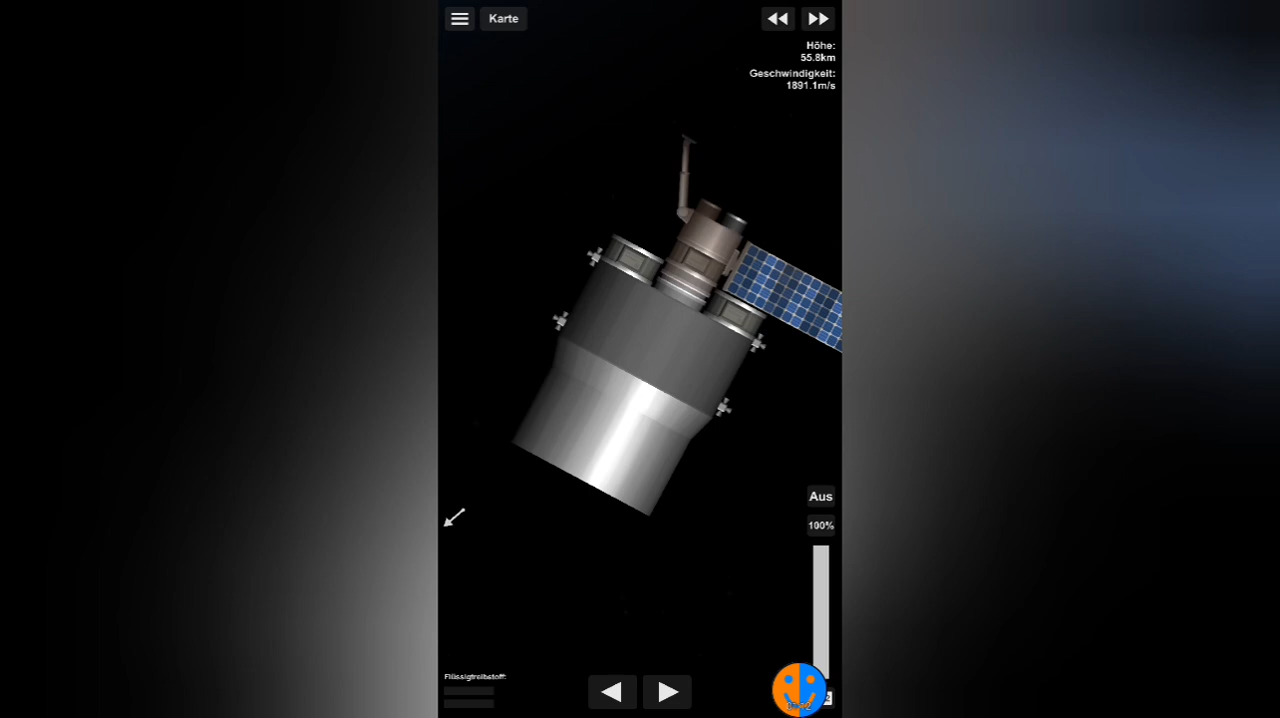 Karte
Höhe:
55.8km
Geschwindigkeit:
1891.1m/s
Aus
100%
Flüssigtreibstoff: